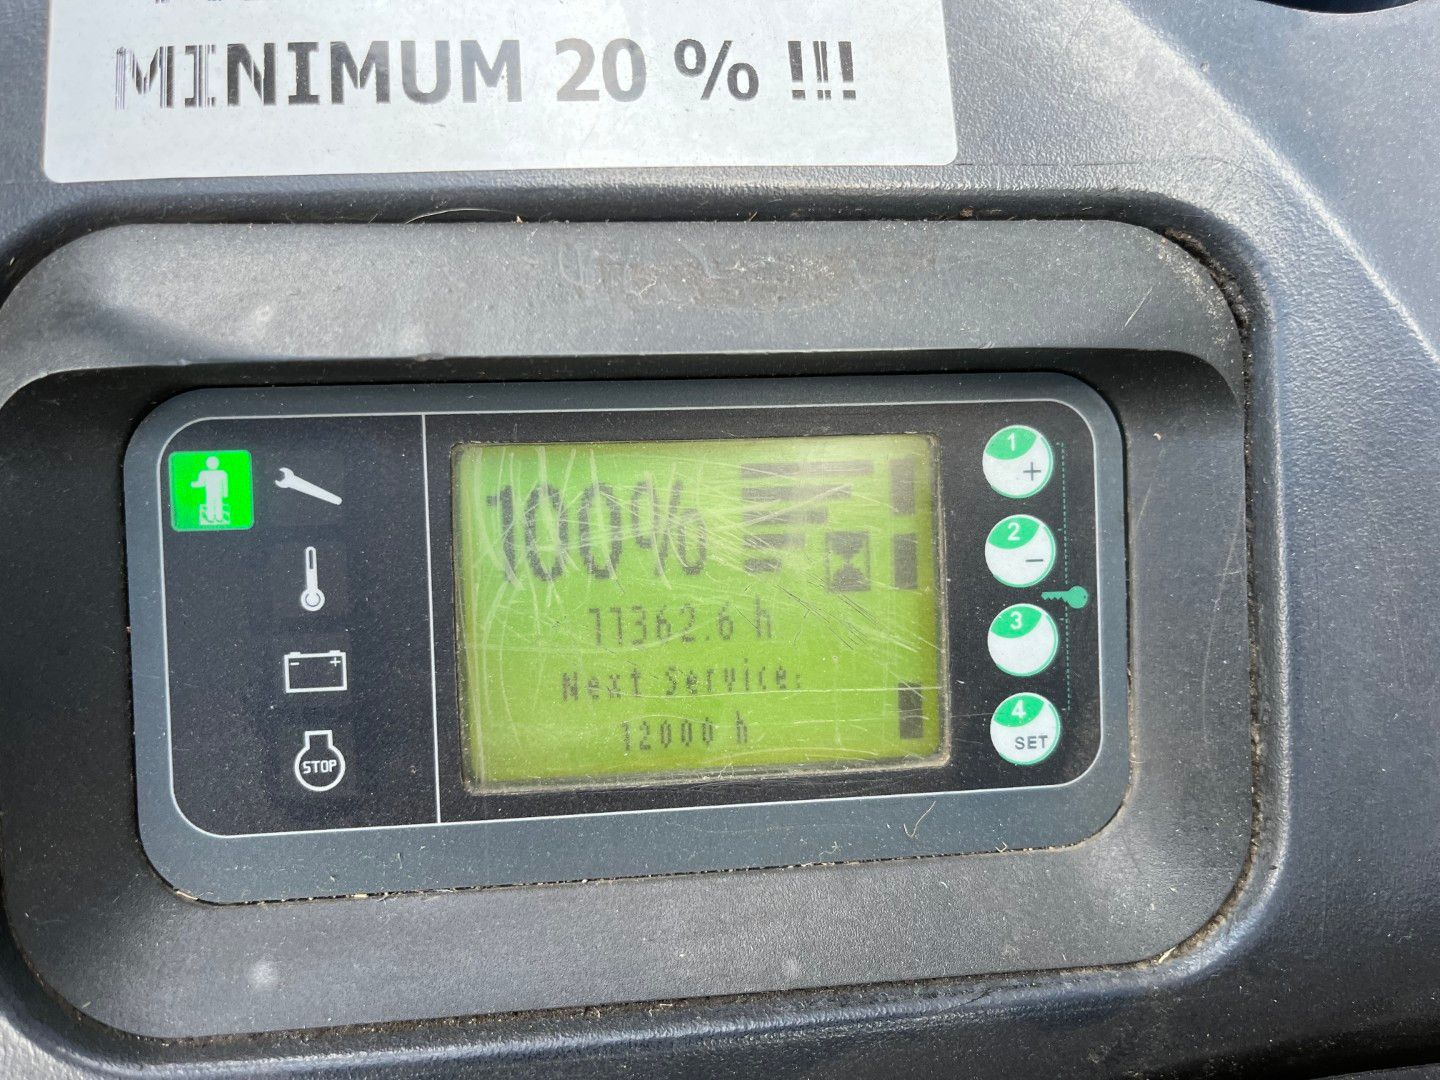 MINIMUM 20 % !!!
100%
11362.6 h
Next Service:
12000 h
1
+
2
−
3
4
SET
- +
STOP